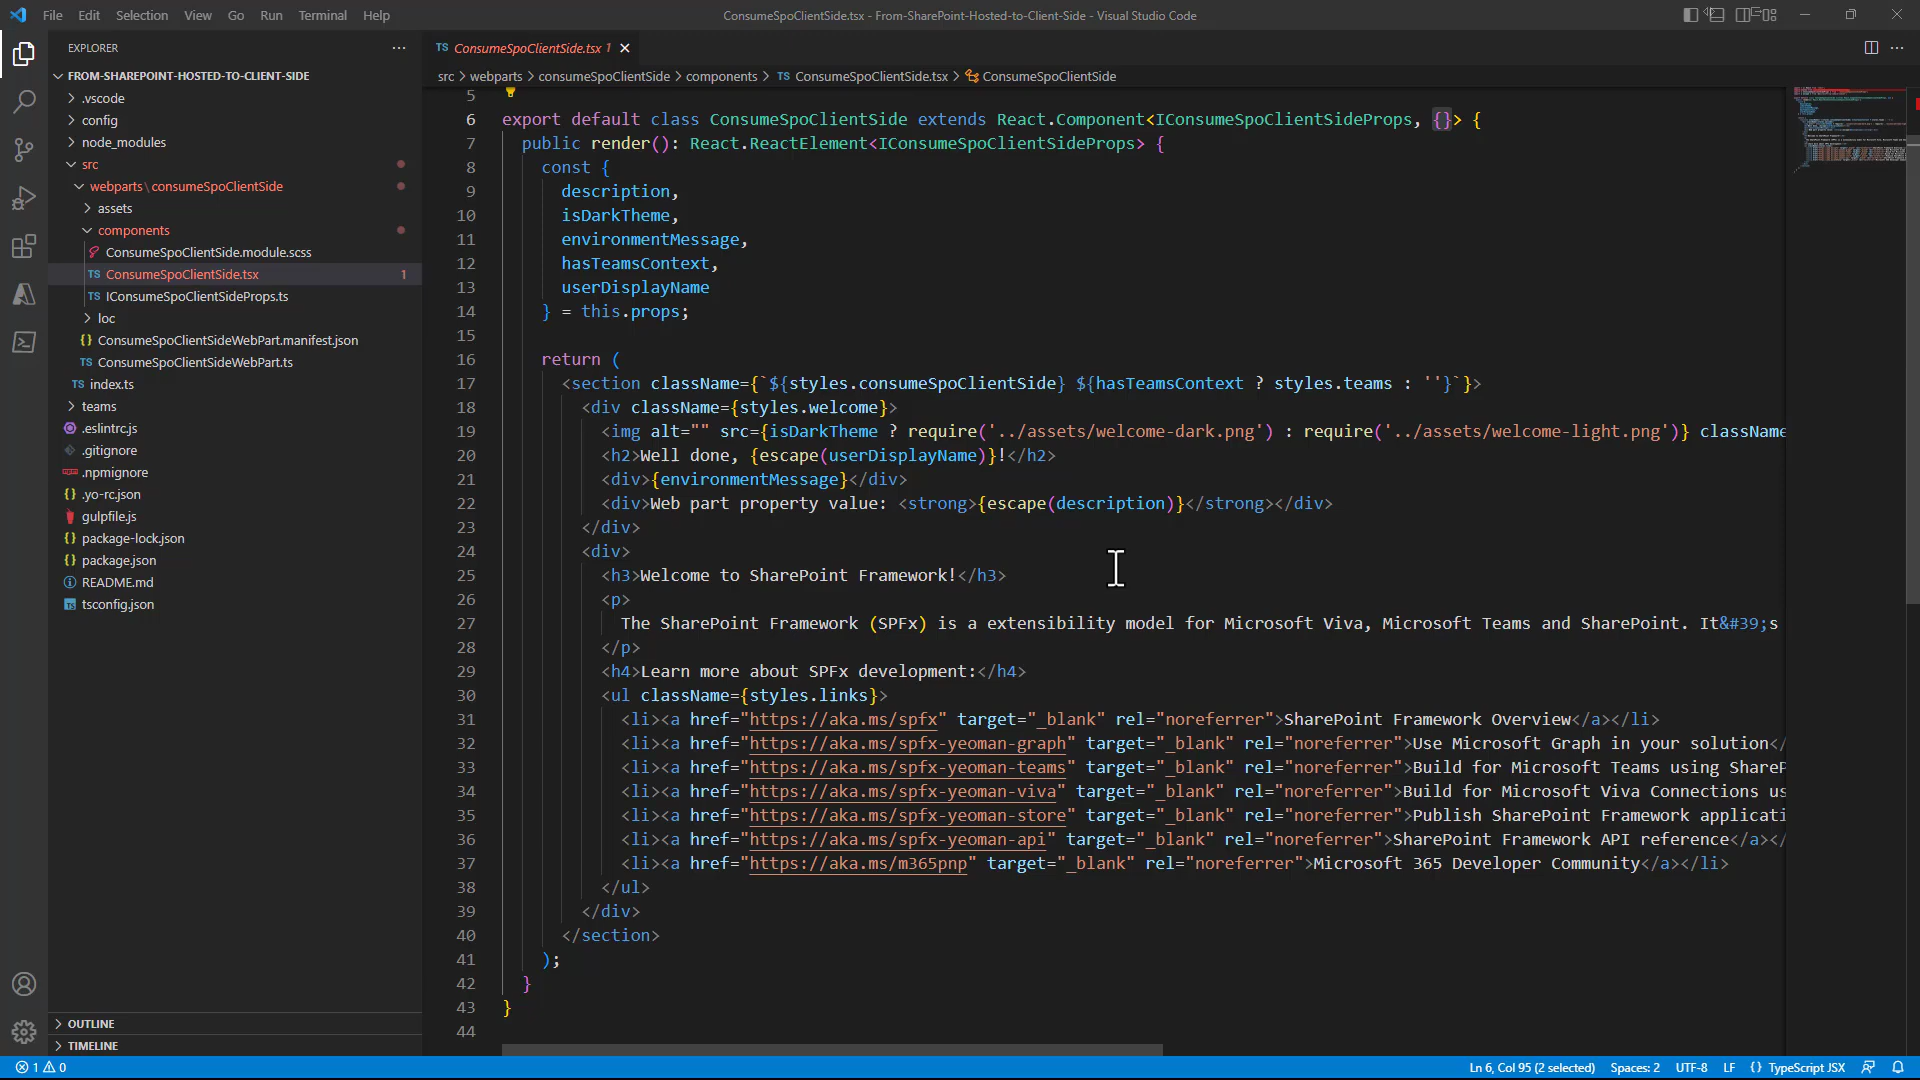 File Edit Selection View Go Run Terminal Help
ConsumeSpoClientSide.tsx - From-SharePoint-Hosted-to-Client-Side - Visual Studio Code
EXPLORER
FROM-SHAREPOINT-HOSTED-TO-CLIENT-SIDE
.vscode
config
node_modules
src
webparts\consumeSpoClientSide
assets
components
ConsumeSpoClientSide.module.scss
TS ConsumeSpoClientSide.tsx 1
TS IConsumeSpoClientSideProps.ts
loc
{} ConsumeSpoClientSideWebPart.manifest.json
TS ConsumeSpoClientSideWebPart.ts
TS index.ts
teams
.eslintrc.js
.gitignore
.npmignore
{} .yo-rc.json
gulpfile.js
{} package-lock.json
{} package.json
README.md
tsconfig.json
OUTLINE
TIMELINE
TS ConsumeSpoClientSide.tsx 1
src > webparts > consumeSpoClientSide > components > TS ConsumeSpoClientSide.tsx > ConsumeSpoClientSide
5
6 export default class ConsumeSpoClientSide extends React.Component<IConsumeSpoClientSideProps, {}> {
7 public render(): React.ReactElement<IConsumeSpoClientSideProps> {
8 const {
9 description,
10 isDarkTheme,
11 environmentMessage,
12 hasTeamsContext,
13 userDisplayName
14 } = this.props;
15
16 return (
17 <section className={`${styles.consumeSpoClientSide} ${hasTeamsContext ? styles.teams : ''}`}>
18 <div className={styles.welcome}>
19 <img alt="" src={isDarkTheme ? require('../assets/welcome-dark.png') : require('../assets/welcome-light.png')} className
20 <h2>Well done, {escape(userDisplayName)}!</h2>
21 <div>{environmentMessage}</div>
22 <div>Web part property value: <strong>{escape(description)}</strong></div>
23 </div>
24 <div>
25 <h3>Welcome to SharePoint Framework!</h3>
26 <p>
27 The SharePoint Framework (SPFx) is a extensibility model for Microsoft Viva, Microsoft Teams and SharePoint. It&#39;s
28 </p>
29 <h4>Learn more about SPFx development:</h4>
30 <ul className={styles.links}>
31 <li><a href="https://aka.ms/spfx" target="_blank" rel="noreferrer">SharePoint Framework Overview</a></li>
32 <li><a href="https://aka.ms/spfx-yeoman-graph" target="_blank" rel="noreferrer">Use Microsoft Graph in your solution</
33 <li><a href="https://aka.ms/spfx-yeoman-teams" target="_blank" rel="noreferrer">Build for Microsoft Teams using ShareP
34 <li><a href="https://aka.ms/spfx-yeoman-viva" target="_blank" rel="noreferrer">Build for Microsoft Viva Connections us
35 <li><a href="https://aka.ms/spfx-yeoman-store" target="_blank" rel="noreferrer">Publish SharePoint Framework applicati
36 <li><a href="https://aka.ms/spfx-yeoman-api" target="_blank" rel="noreferrer">SharePoint Framework API reference</a></
37 <li><a href="https://aka.ms/m365pnp" target="_blank" rel="noreferrer">Microsoft 365 Developer Community</a></li>
38 </ul>
39 </div>
40 </section>
41 );
42 }
43 }
44
1 0
Ln 6, Col 95 (2 selected) Spaces: 2 UTF-8 LF {} TypeScript JSX